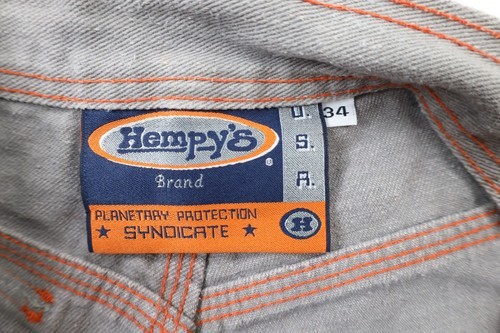 Hempy's
®
Brand
U.
S.
A.
34
PLANETARY PROTECTION
★ SYNDICATE ★
H